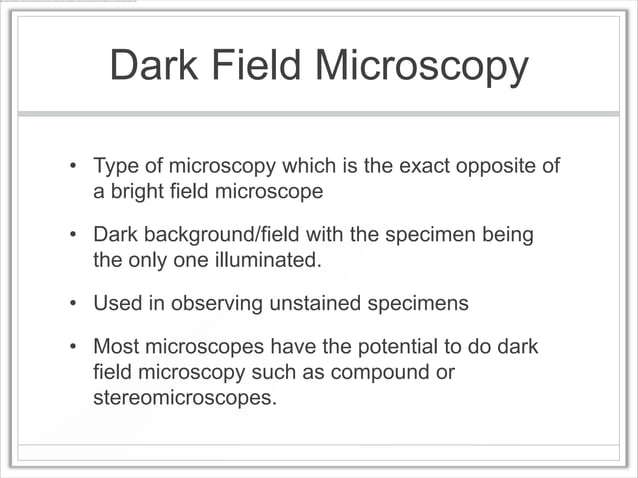 Dark Field Microscopy
• Type of microscopy which is the exact opposite of
a bright field microscope
• Dark background/field with the specimen being
the only one illuminated.
• Used in observing unstained specimens
• Most microscopes have the potential to do dark
field microscopy such as compound or
stereomicroscopes.